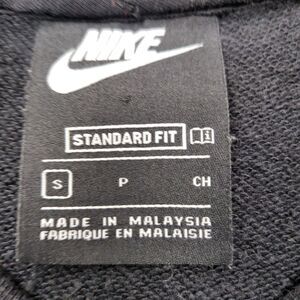 NIKE
STANDARD FIT
S P CH
MADE IN MALAYSIA
FABRIQUE EN MALAISIE